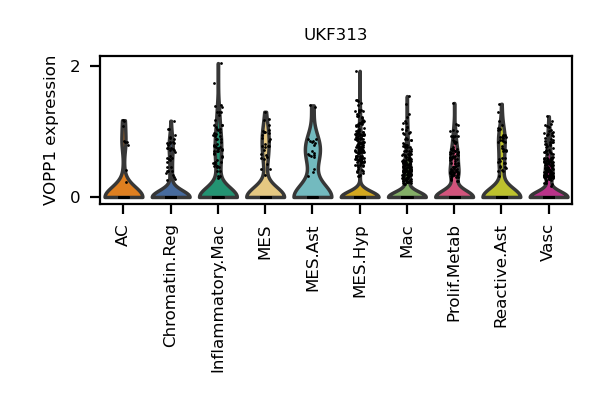 UKF313
VOPP1 expression
2
0
AC
Chromatin.Reg
Inflammatory.Mac
MES
MES.Ast
MES.Hyp
Mac
Prolif.Metab
Reactive.Ast
Vasc